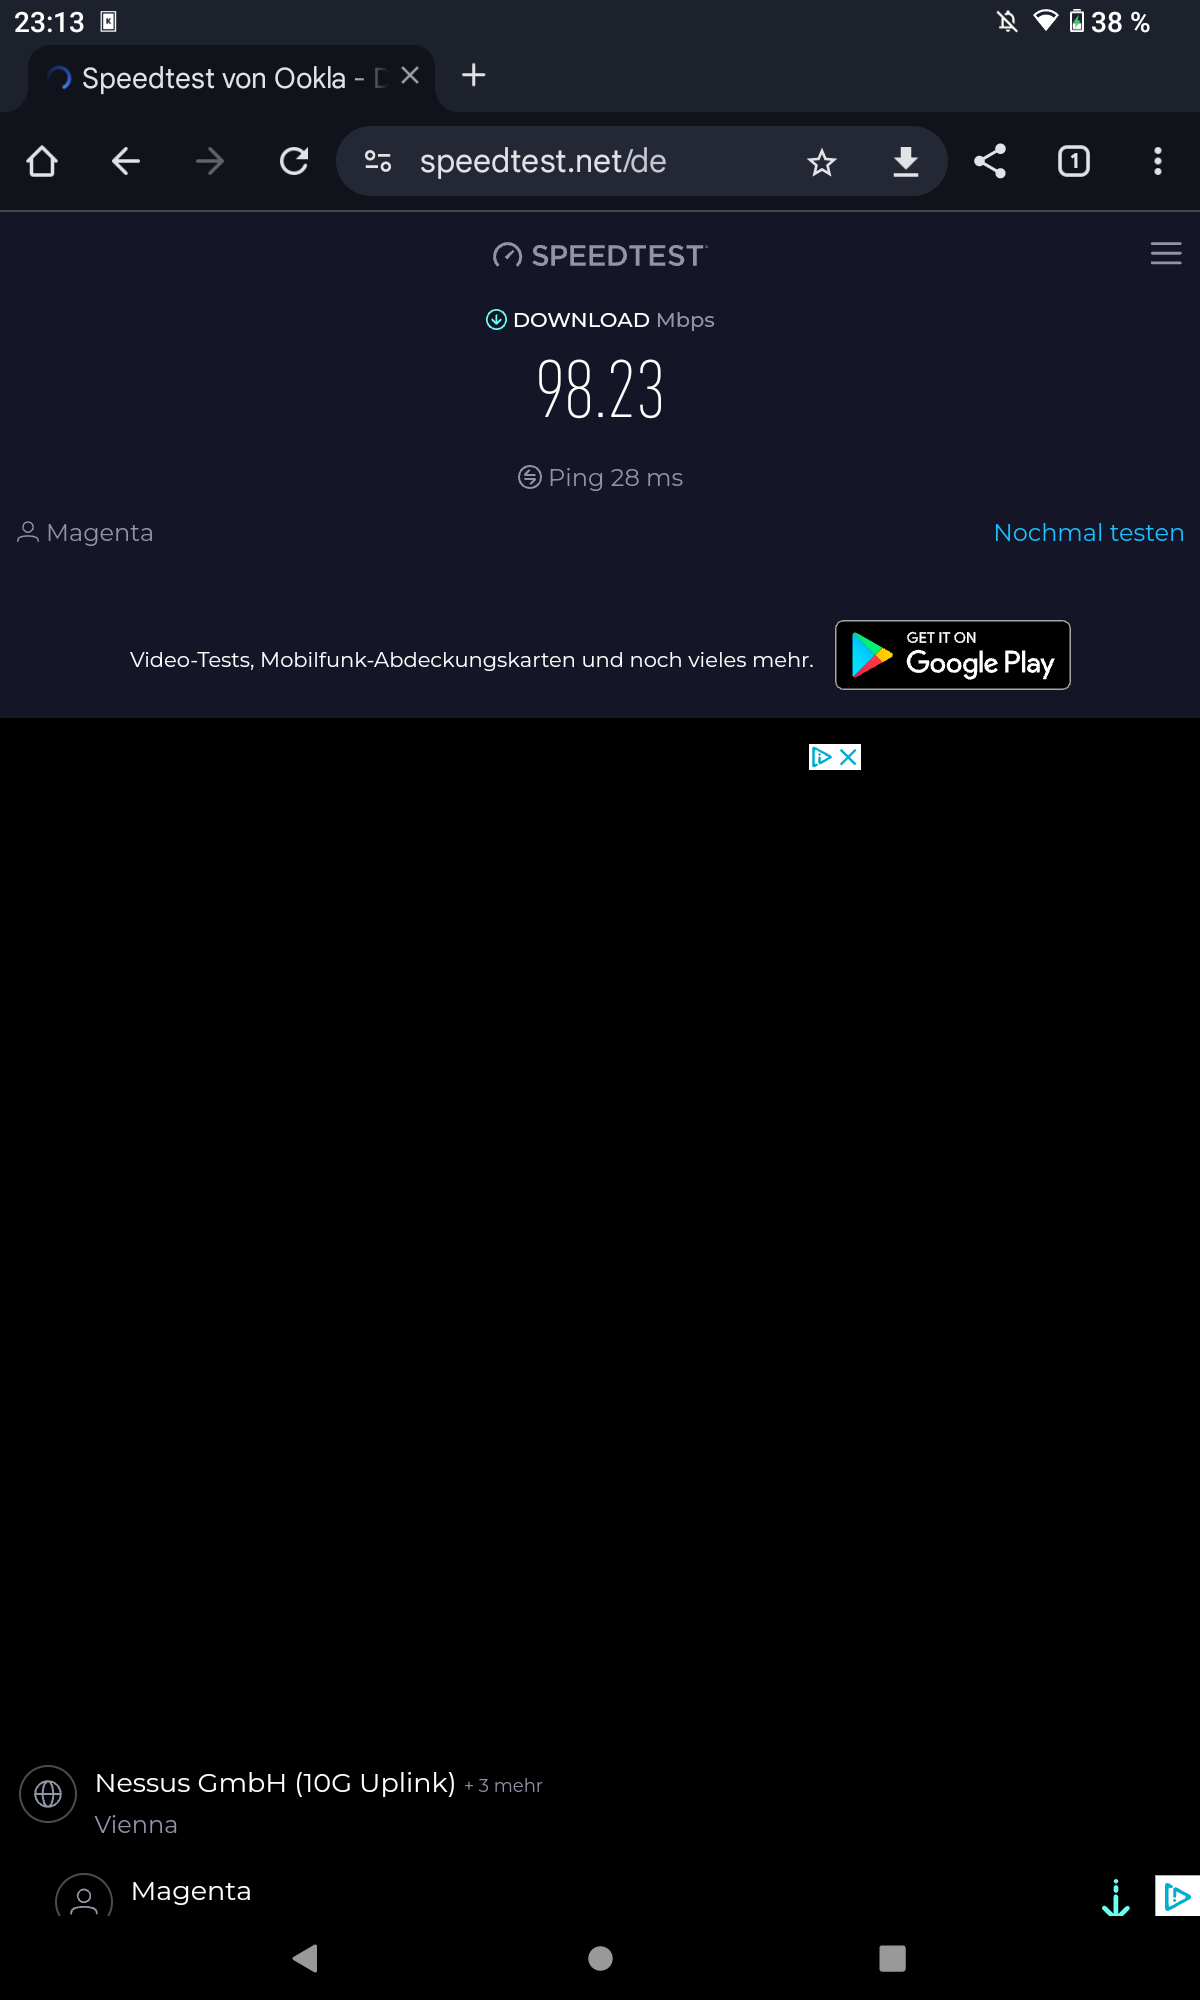 23:13 38 %
Speedtest von Ookla -
speedtest.net/de
1
SPEEDTEST
DOWNLOAD Mbps
98.23
Ping 28 ms
Magenta Nochmal testen
Video-Tests, Mobilfunk-Abdeckungskarten und noch vieles mehr.
GET IT ON
Google Play
Nessus GmbH (10G Uplink) + 3 mehr
Vienna
Magenta